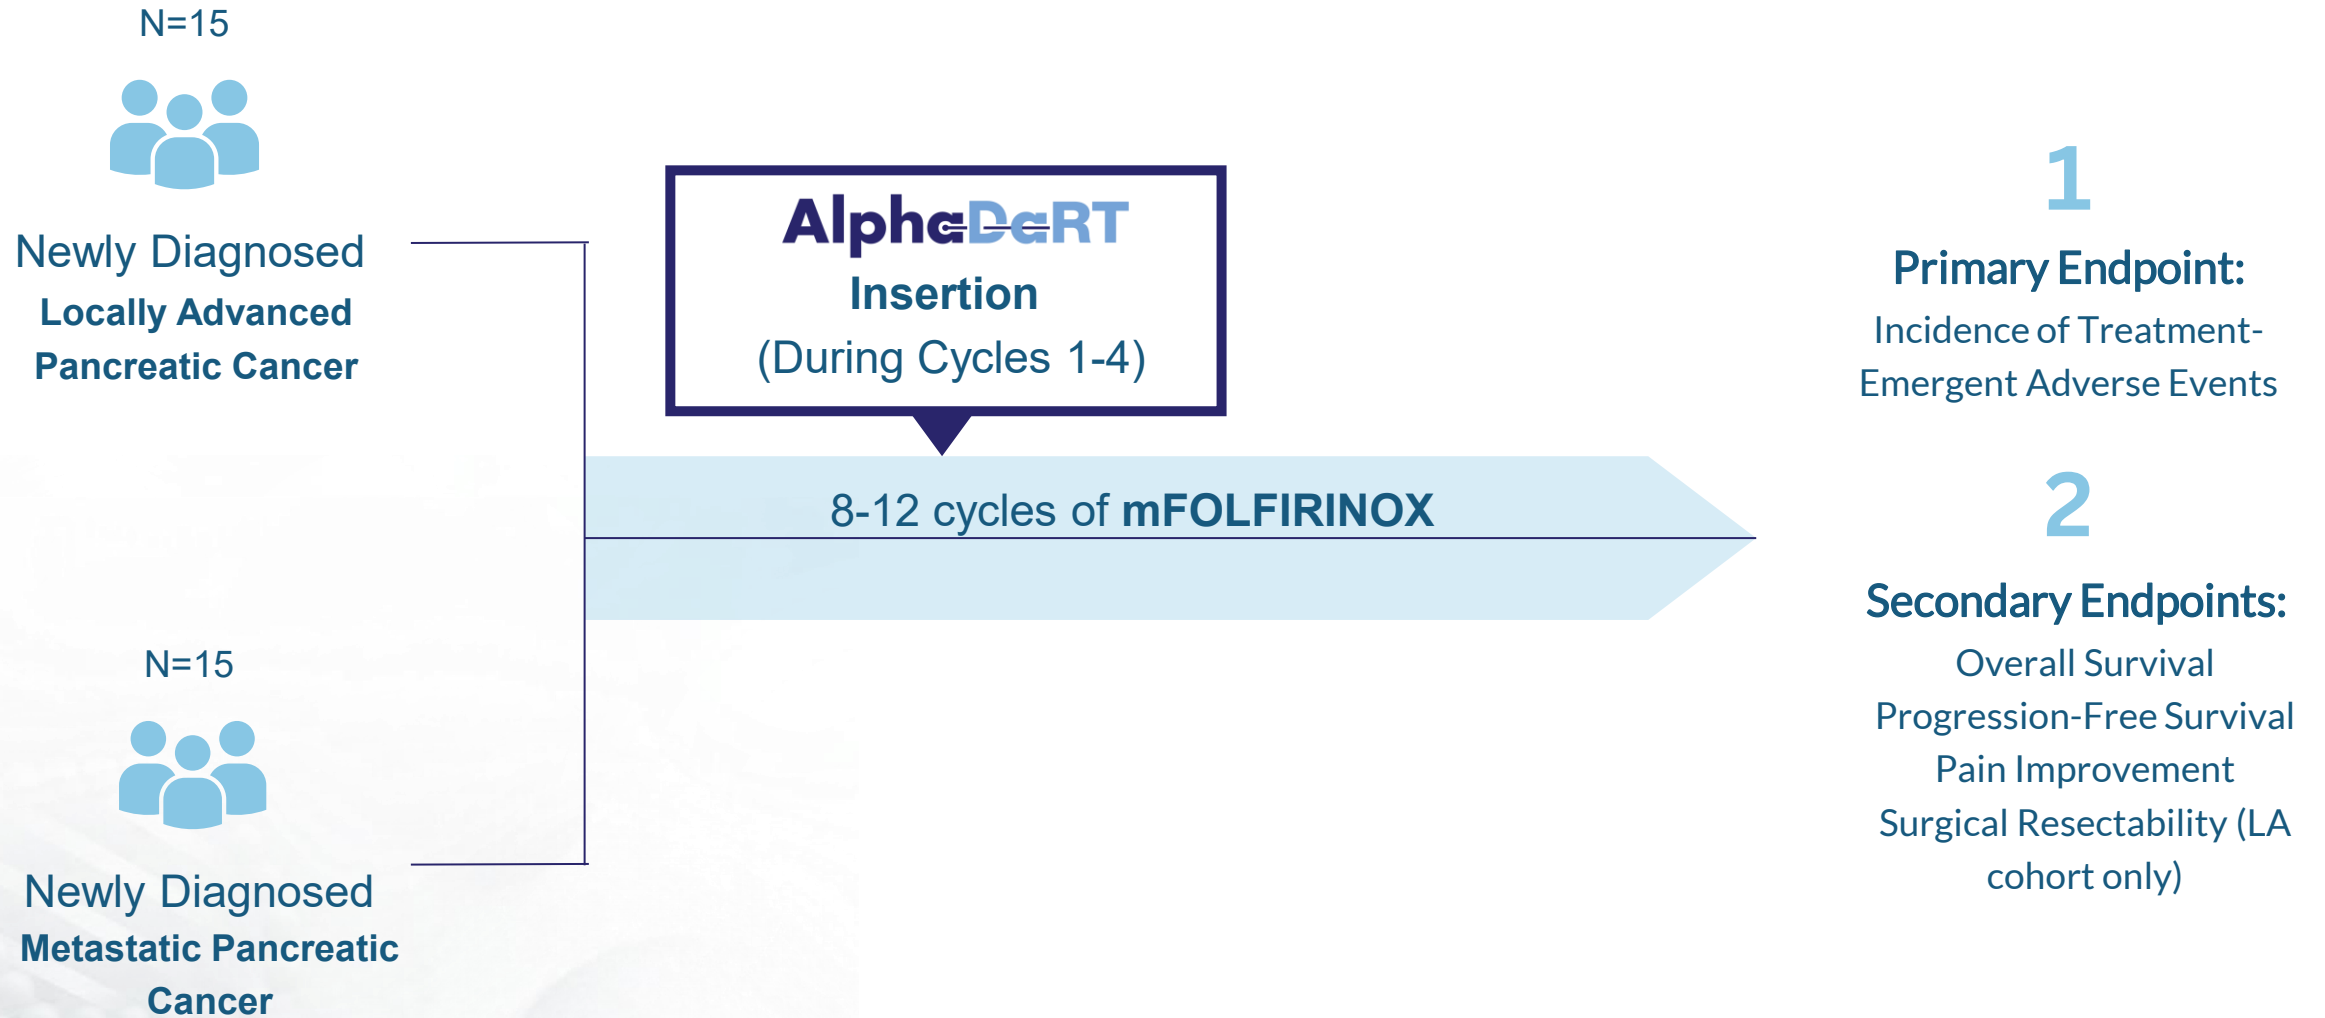 N=15
Newly Diagnosed
Locally Advanced
Pancreatic Cancer
N=15
Newly Diagnosed
Metastatic Pancreatic
Cancer
AlphaDaRT
Insertion
(During Cycles 1-4)
8-12 cycles of mFOLFIRINOX
1
Primary Endpoint:
Incidence of Treatment-
Emergent Adverse Events
2
Secondary Endpoints:
Overall Survival
Progression-Free Survival
Pain Improvement
Surgical Resectability (LA
cohort only)